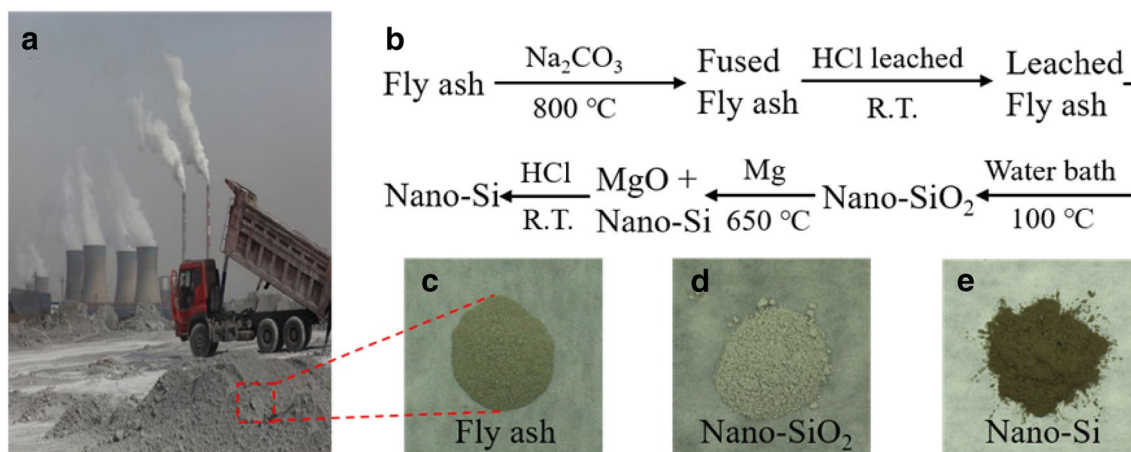 a
b
Na₂CO₃
HCl leached
Fly ash
Fused
Fly ash
Leached
Fly ash
800 °C
R.T.
HCl
Mg
Water bath
Nano-Si
MgO +
Nano-Si
Nano-SiO₂
R.T.
650 °C
100 °C
c
d
e
Fly ash
Nano-SiO₂
Nano-Si